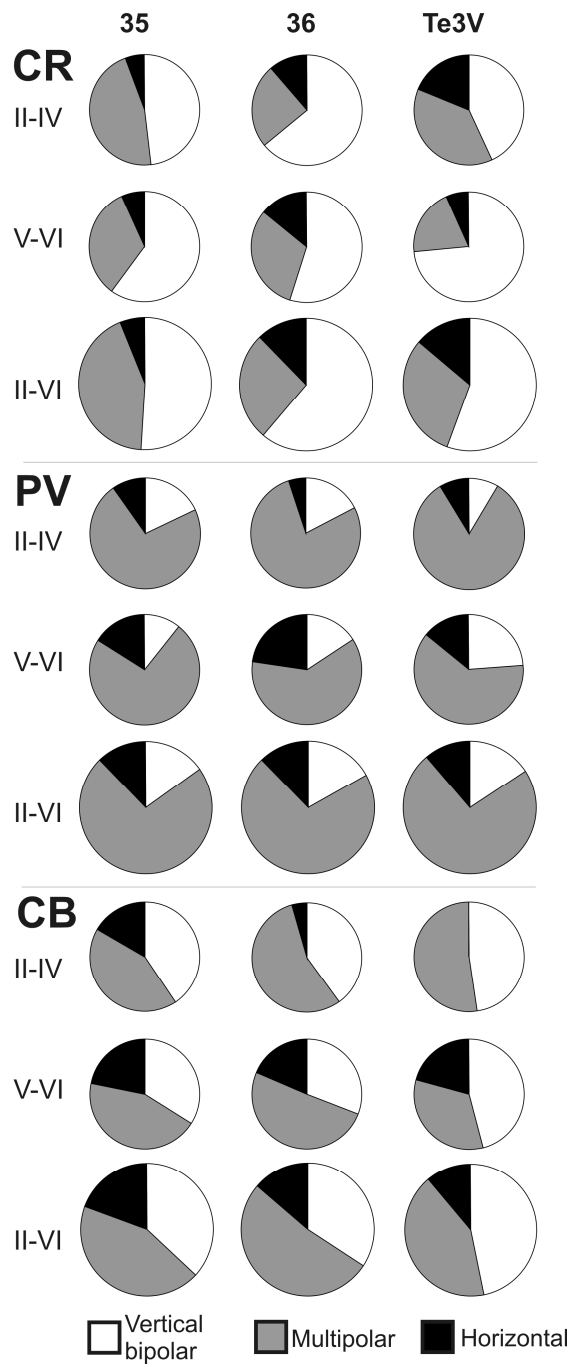 35 36 Te3V
CR
II-IV
V-VI
II-VI
PV
II-IV
V-VI
II-VI
CB
II-IV
V-VI
II-VI
Vertical
bipolar
Multipolar
Horizontal